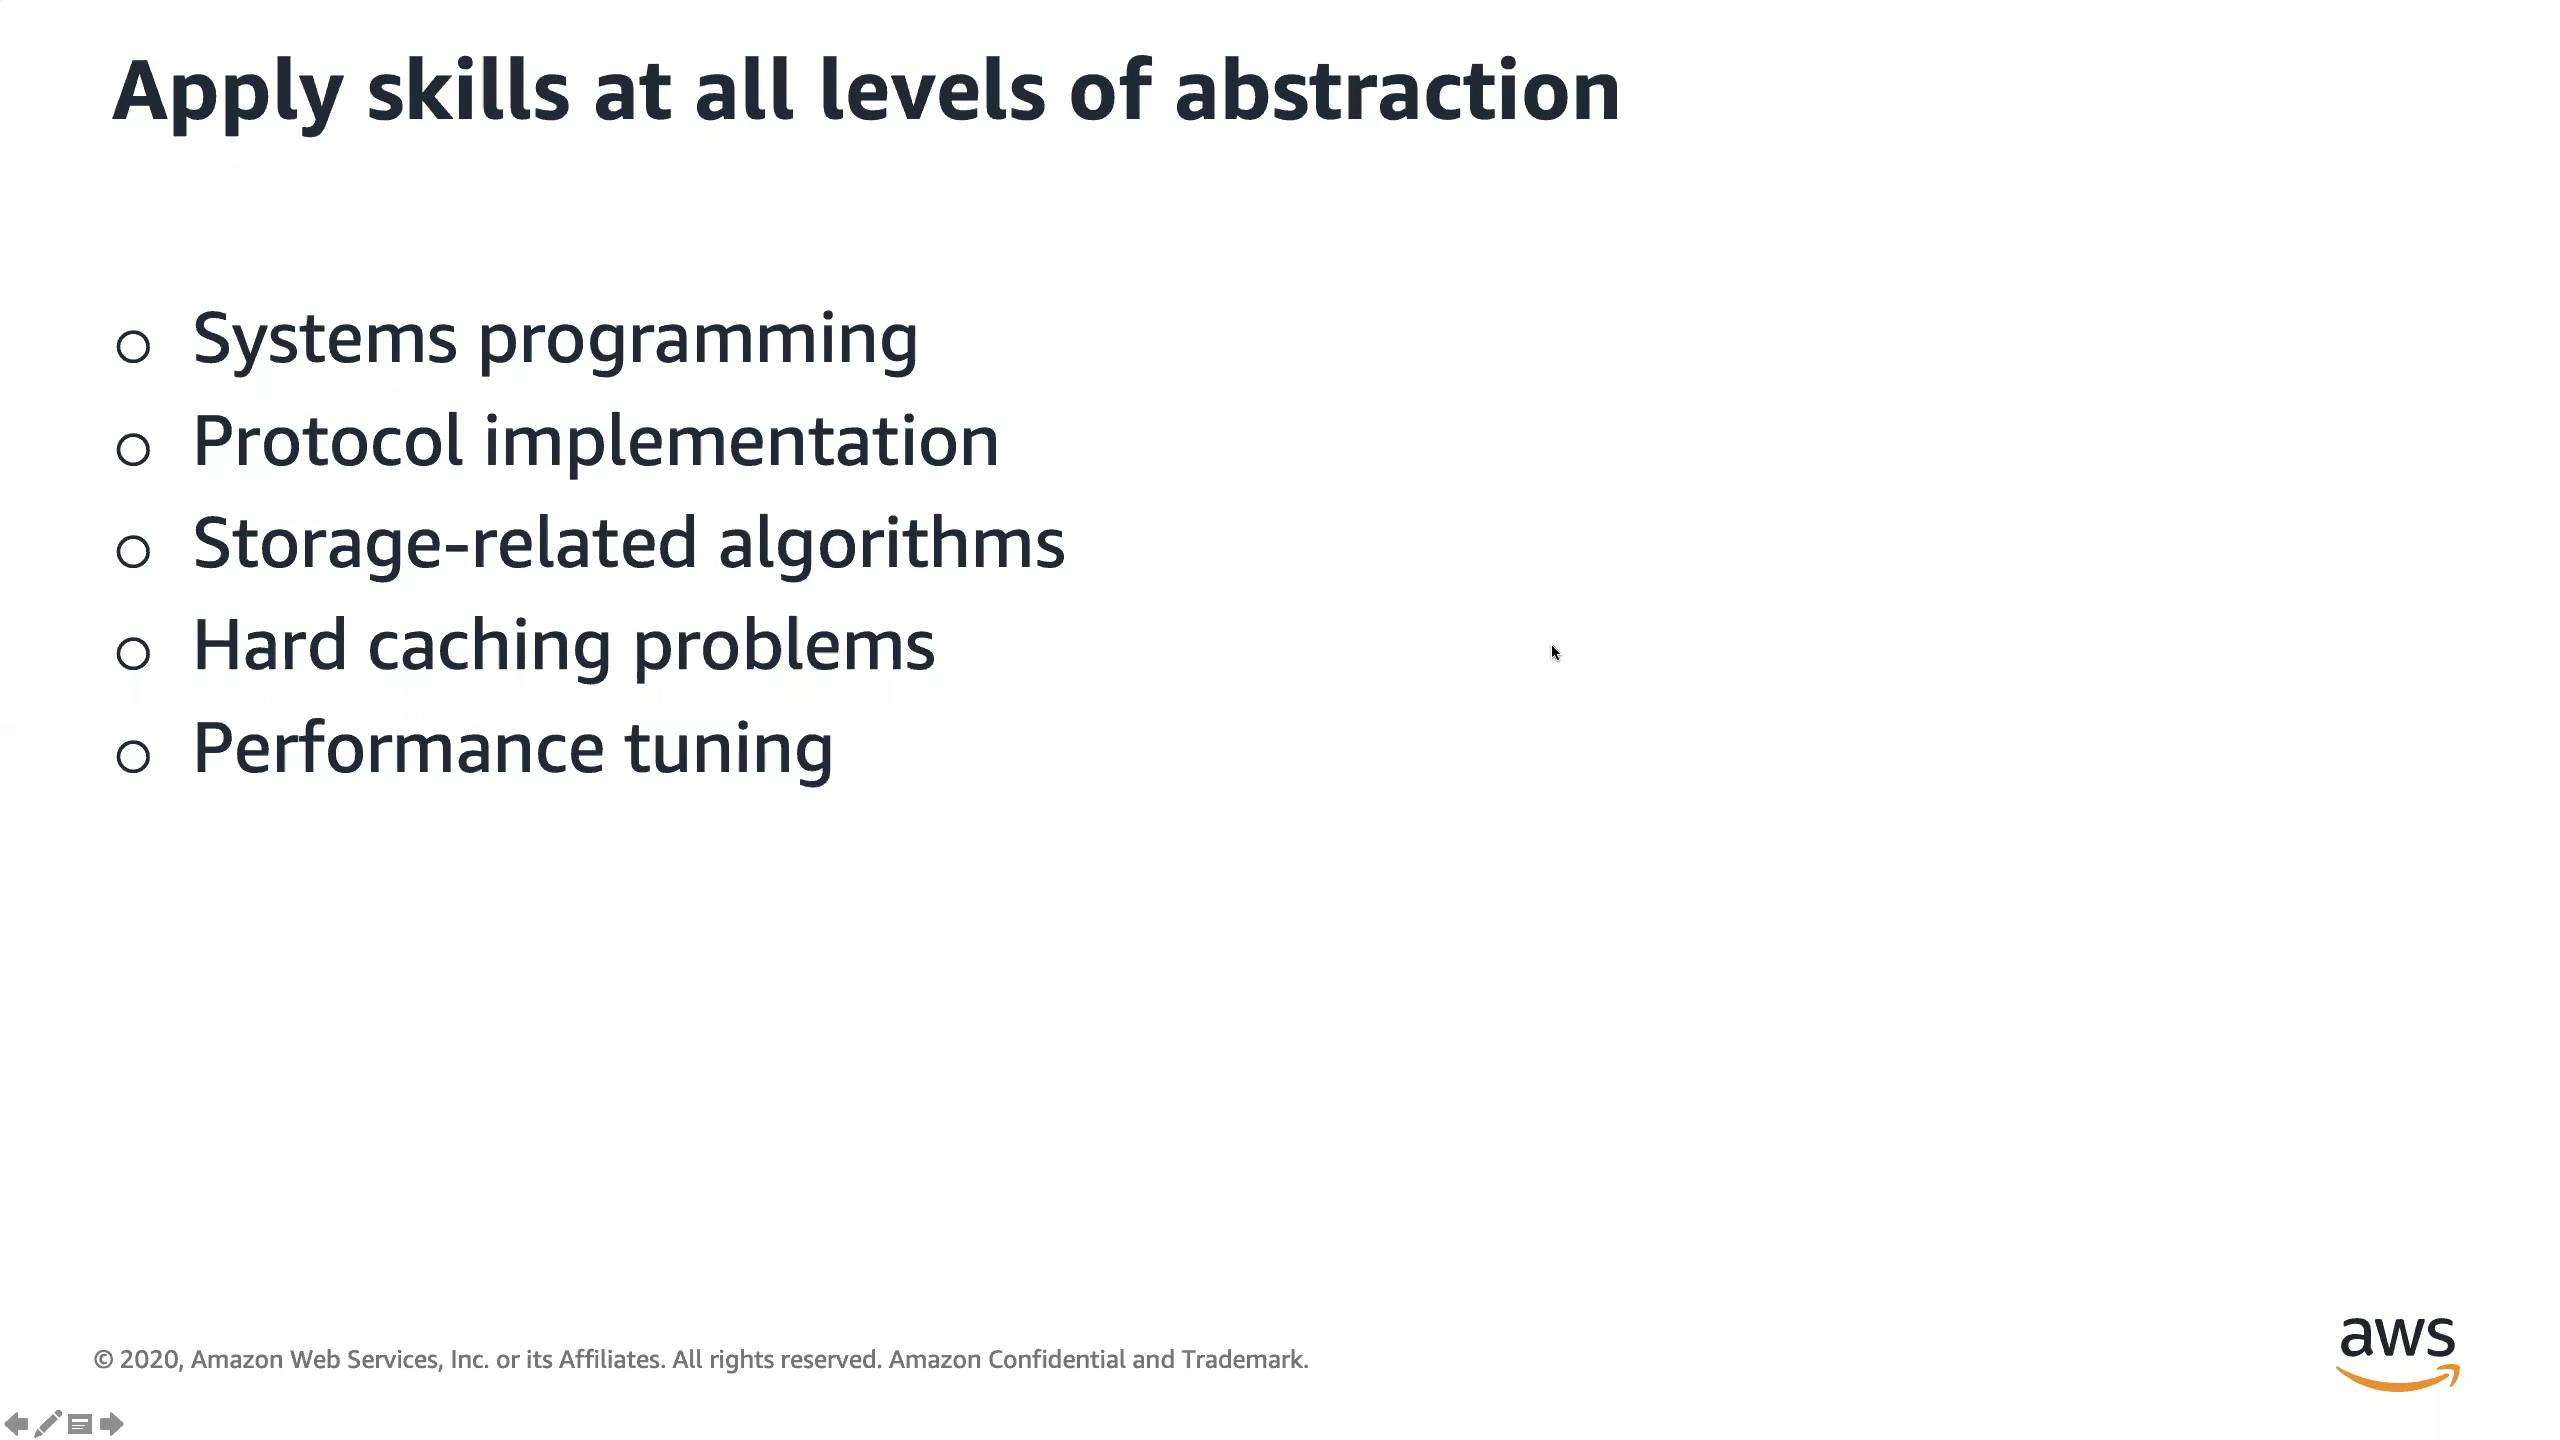 Apply skills at all levels of abstraction
Systems programming
Protocol implementation
Storage-related algorithms
Hard caching problems
Performance tuning
© 2020, Amazon Web Services, Inc. or its Affiliates. All rights reserved. Amazon Confidential and Trademark.
aws